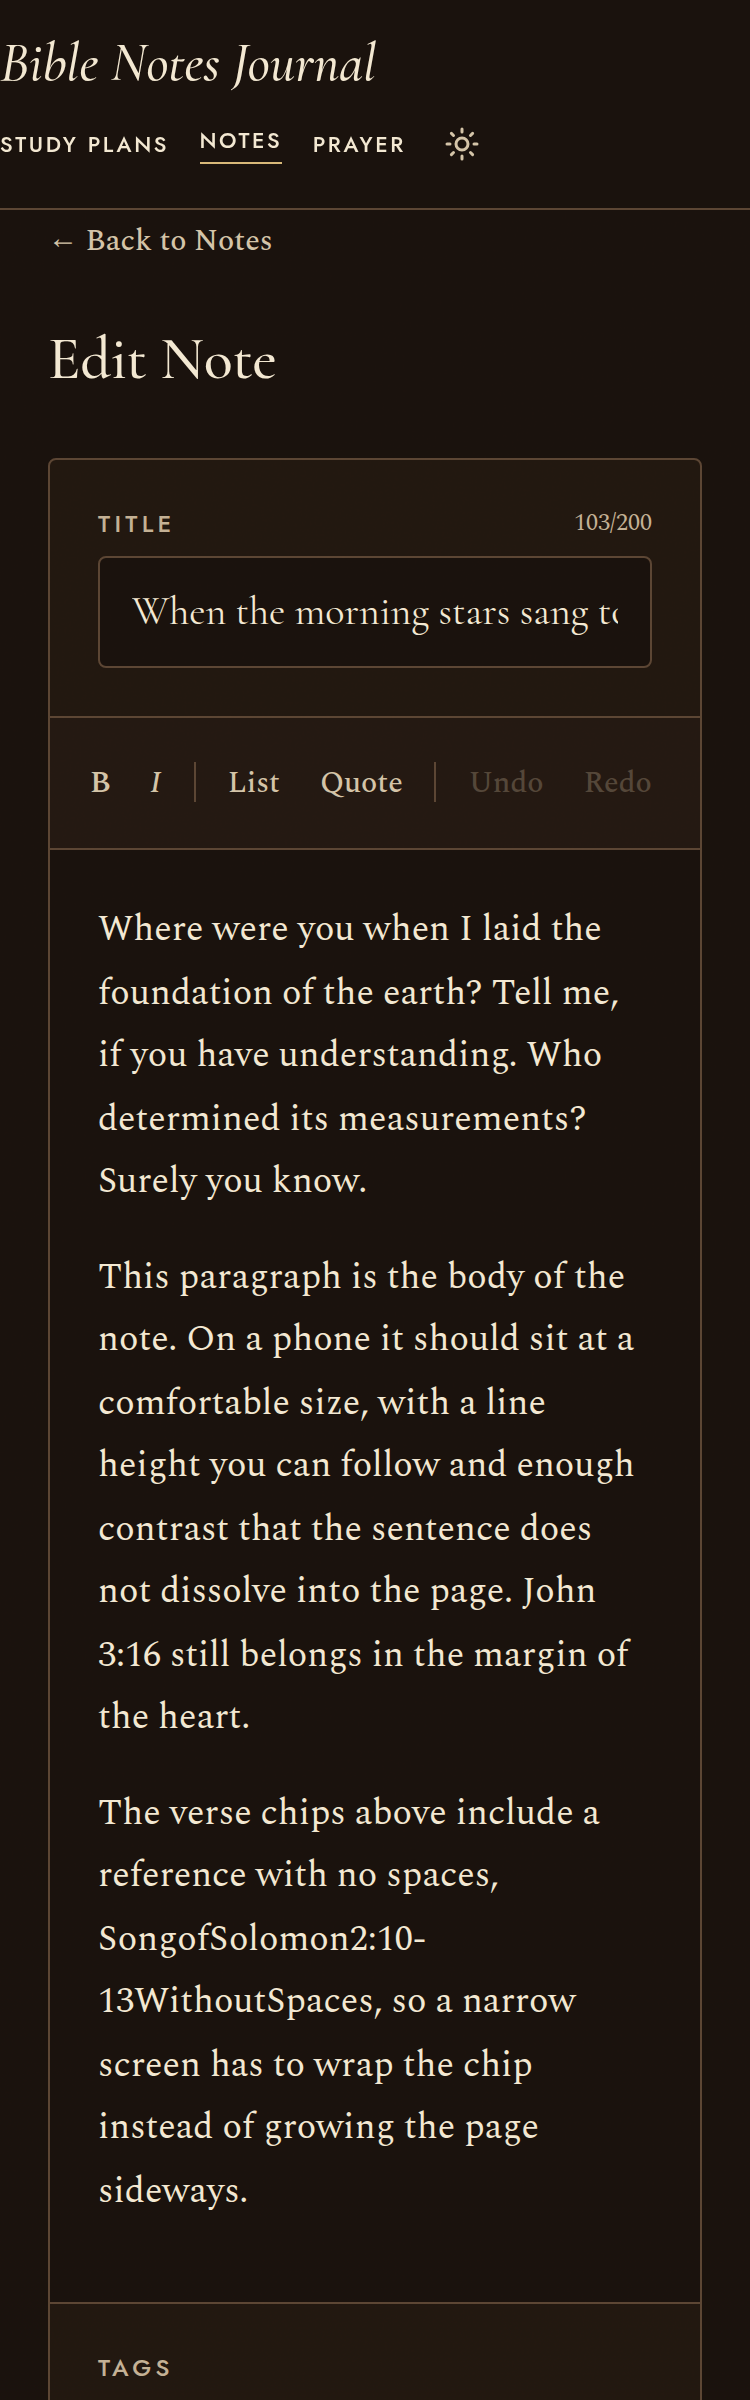 Bible Notes Journal
STUDY PLANS NOTES PRAYER
← Back to Notes
Edit Note
TITLE 103/200
When the morning stars sang to
B I List Quote Undo Redo
Where were you when I laid the
foundation of the earth? Tell me,
if you have understanding. Who
determined its measurements?
Surely you know.
This paragraph is the body of the
note. On a phone it should sit at a
comfortable size, with a line
height you can follow and enough
contrast that the sentence does
not dissolve into the page. John
3:16 still belongs in the margin of
the heart.
The verse chips above include a
reference with no spaces,
SongofSolomon2:10-
13WithoutSpaces, so a narrow
screen has to wrap the chip
instead of growing the page
sideways.
TAGS